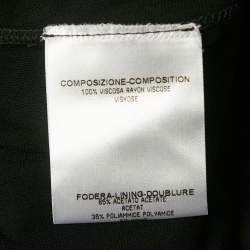 COMPOSIZIONE-COMPOSITION
100% VISCOSA RAYON VISCOSE
VISKOSE
FODERA-LINING-DOUBLURE
65% ACETATO ACETATE
ACETAT
35% POLIAMMIDE POLYAMIDE